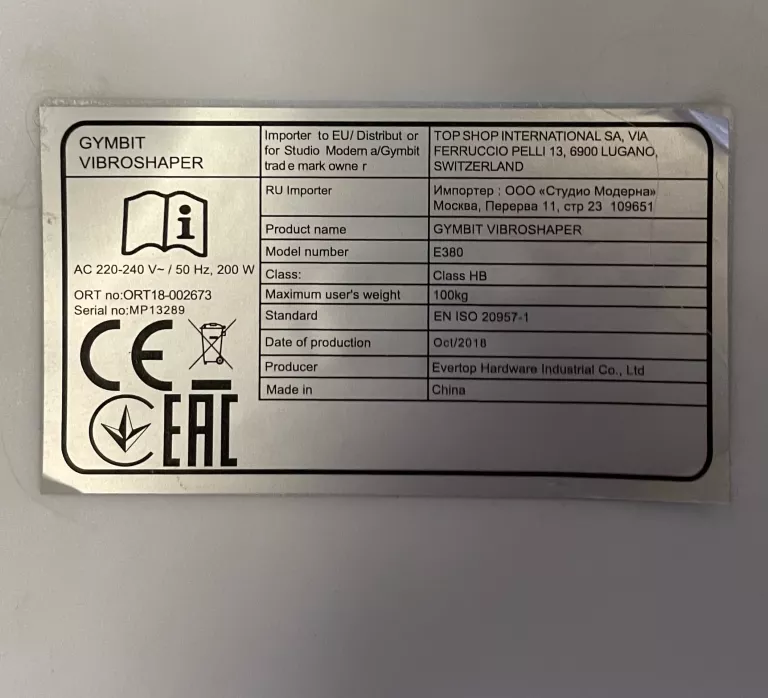 GYMBIT
VIBROSHAPER
AC 220-240 V~ / 50 Hz, 200 W
ORT no:ORT18-002673
Serial no:MP13289
CE
EAC
Importer to EU/ Distribut or
for Studio Modern a/Gymbit
trad e mark owne r
TOP SHOP INTERNATIONAL SA, VIA
FERRUCCIO PELLI 13, 6900 LUGANO,
SWITZERLAND
RU Importer
Импортер : ООО «Студио Модерна»
Москва, Перерва 11, стр 23 109651
Product name
GYMBIT VIBROSHAPER
Model number
E380
Class:
Class HB
Maximum user's weight
100kg
Standard
EN ISO 20957-1
Date of production
Oct/2018
Producer
Evertop Hardware Industrial Co., Ltd
Made in
China